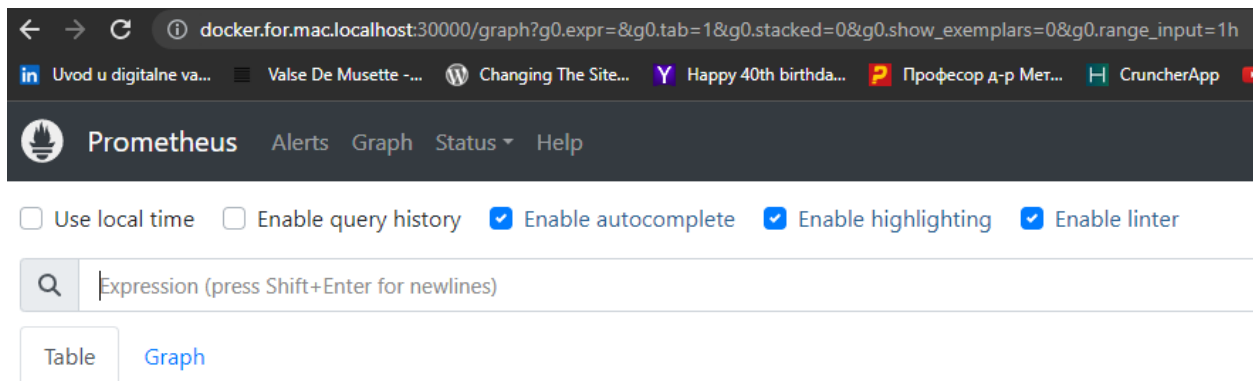 docker.for.mac.localhost:30000/graph?g0.expr=&g0.tab=1&g0.stacked=0&g0.show_exemplars=0&g0.range_input=1h
in Uvod u digitalne va... Valse De Musette -... Changing The Site... Y Happy 40th birthda... Професор д-р Мет... H CruncherApp
Prometheus Alerts Graph Status Help
Use local time Enable query history Enable autocomplete Enable highlighting Enable linter
Expression (press Shift+Enter for newlines)
Table Graph